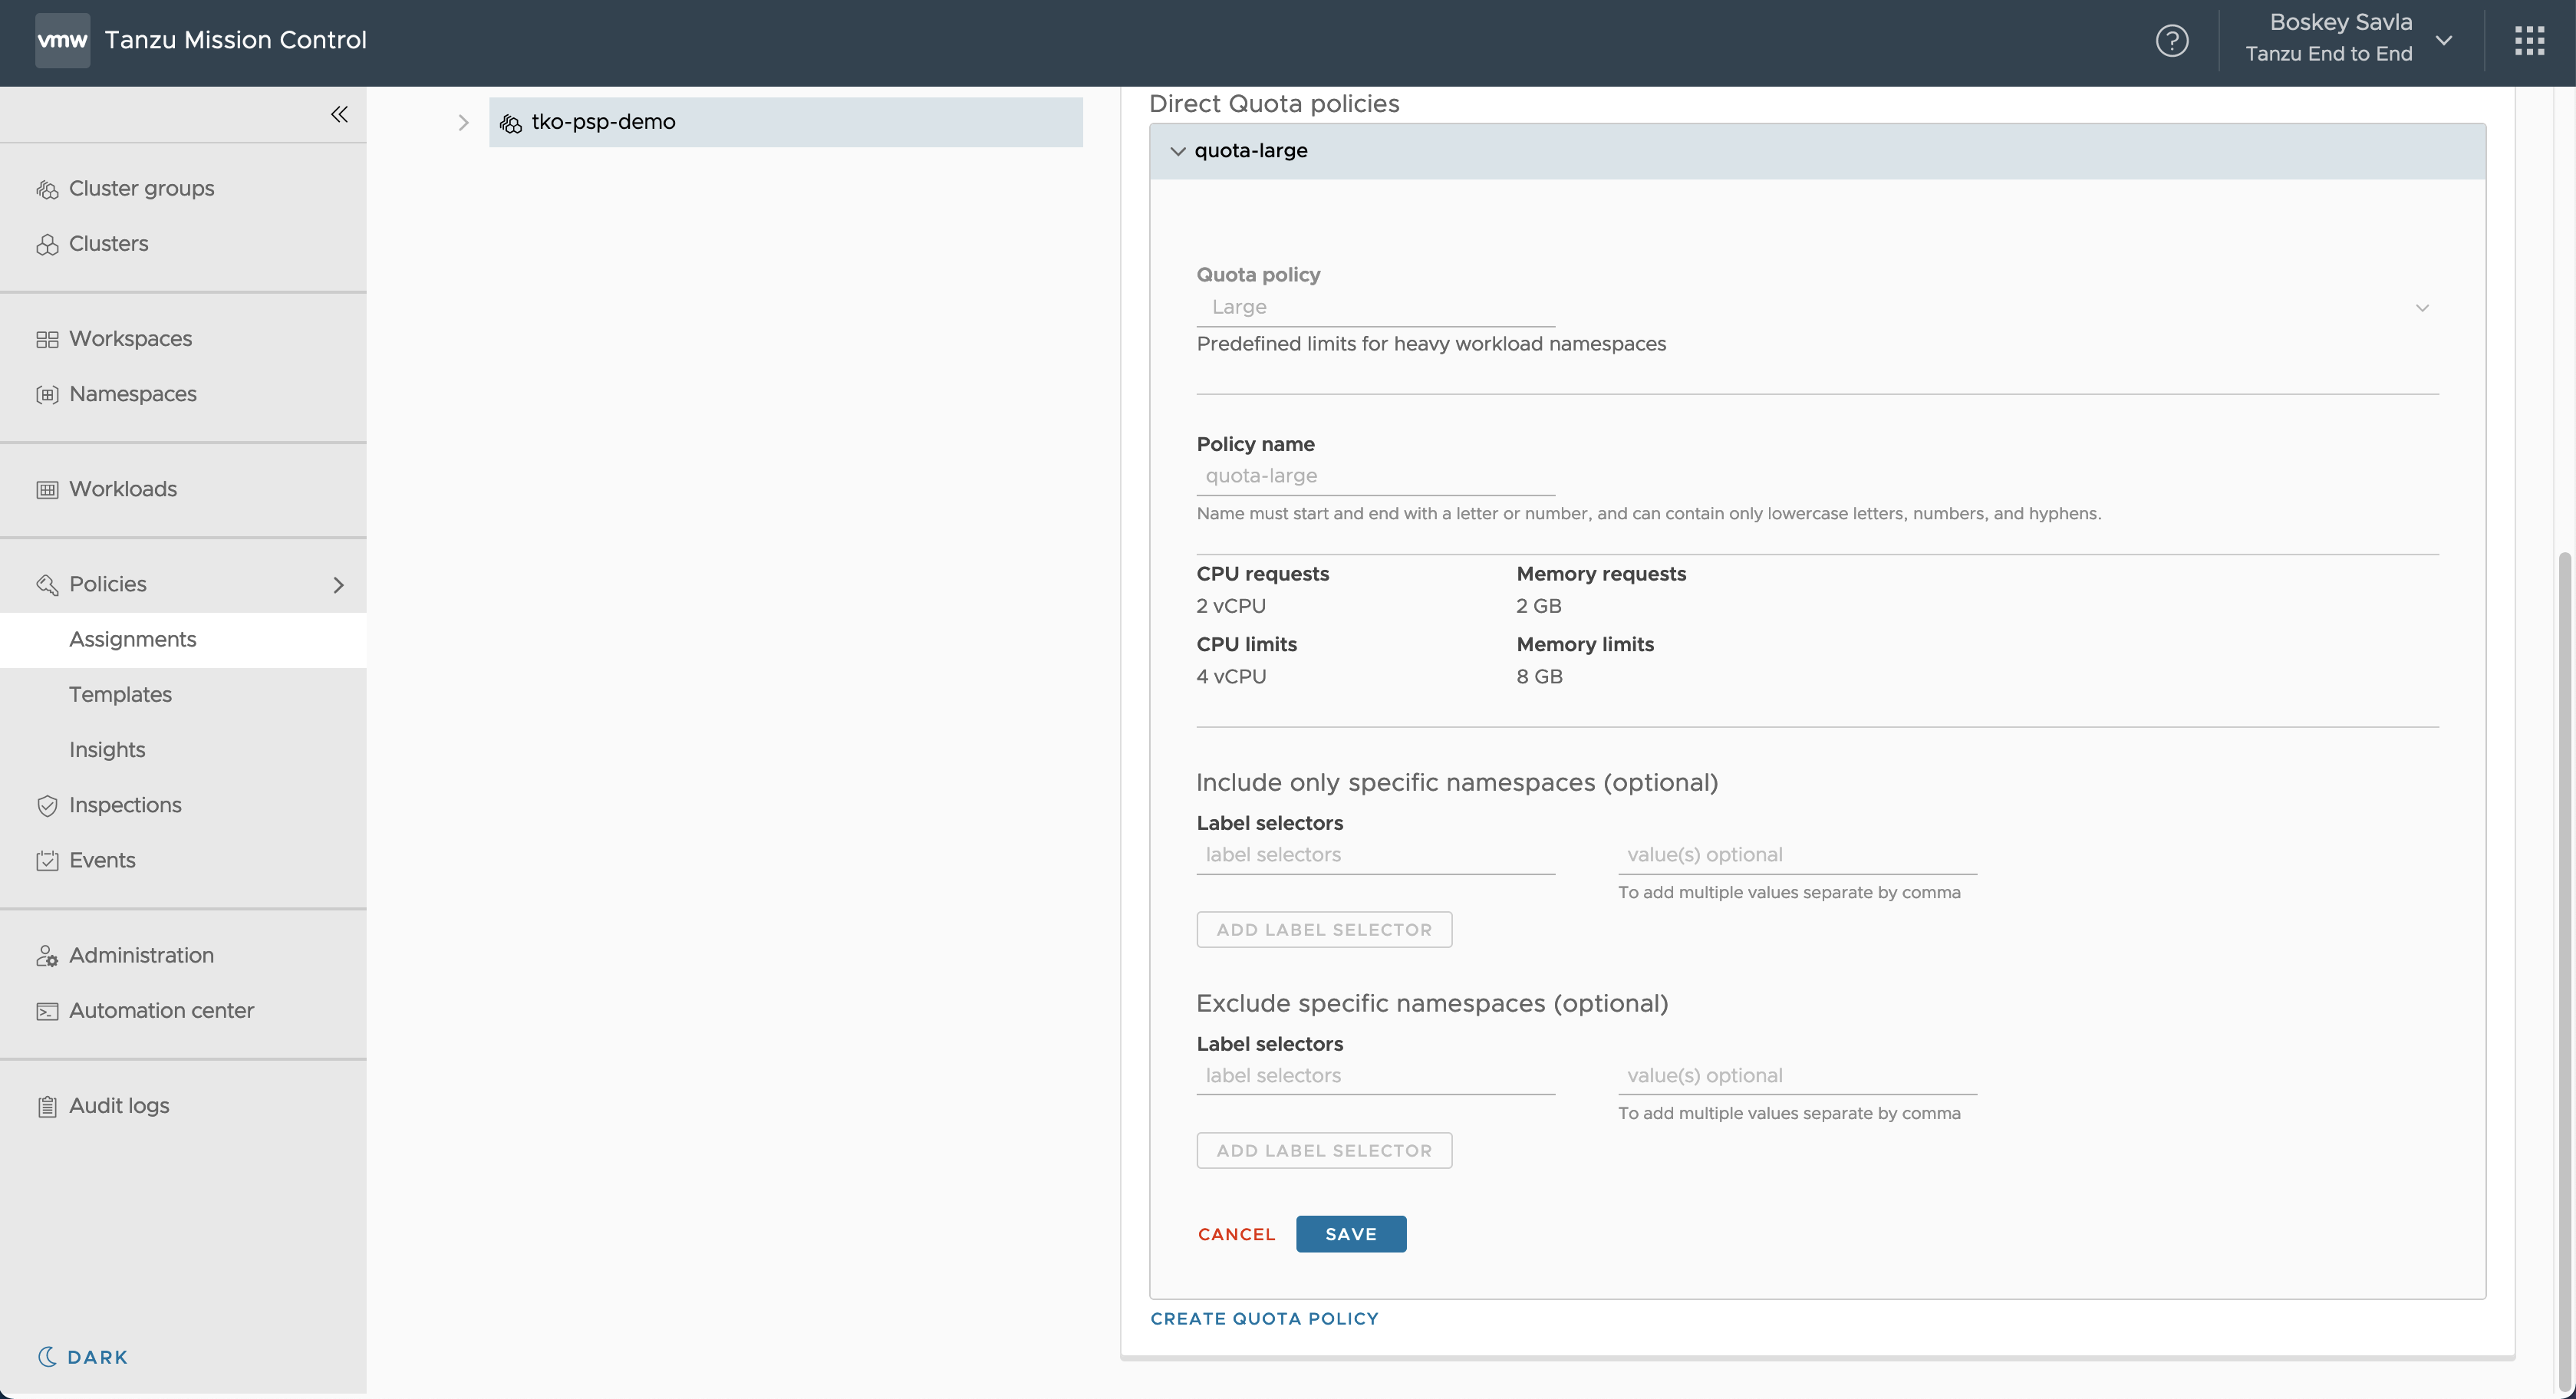 vmw Tanzu Mission Control
Boskey Savla
Tanzu End to End
Cluster groups
Clusters
Workspaces
Namespaces
Workloads
Policies
Assignments
Templates
Insights
Inspections
Events
Administration
Automation center
Audit logs
DARK
tko-psp-demo
Direct Quota policies
quota-large
Quota policy
Large
Predefined limits for heavy workload namespaces
Policy name
quota-large
Name must start and end with a letter or number, and can contain only lowercase letters, numbers, and hyphens.
CPU requests Memory requests
2 vCPU 2 GB
CPU limits Memory limits
4 vCPU 8 GB
Include only specific namespaces (optional)
Label selectors
label selectors value(s) optional
To add multiple values separate by comma
ADD LABEL SELECTOR
Exclude specific namespaces (optional)
Label selectors
label selectors value(s) optional
To add multiple values separate by comma
ADD LABEL SELECTOR
CANCEL SAVE
CREATE QUOTA POLICY